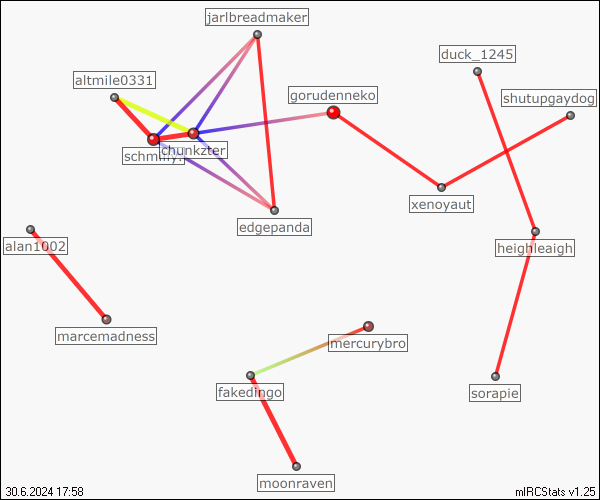 jarlbreadmaker
duck_1245
altmile0331
gorudenneko
shutupgaydog
chunkzter
xenoyaut
edgepanda
alan1002
heighleaigh
marcemadness
mercurybro
fakedingo
sorapie
moonraven
30.6.2024 17:58
mIRCStats v1.25